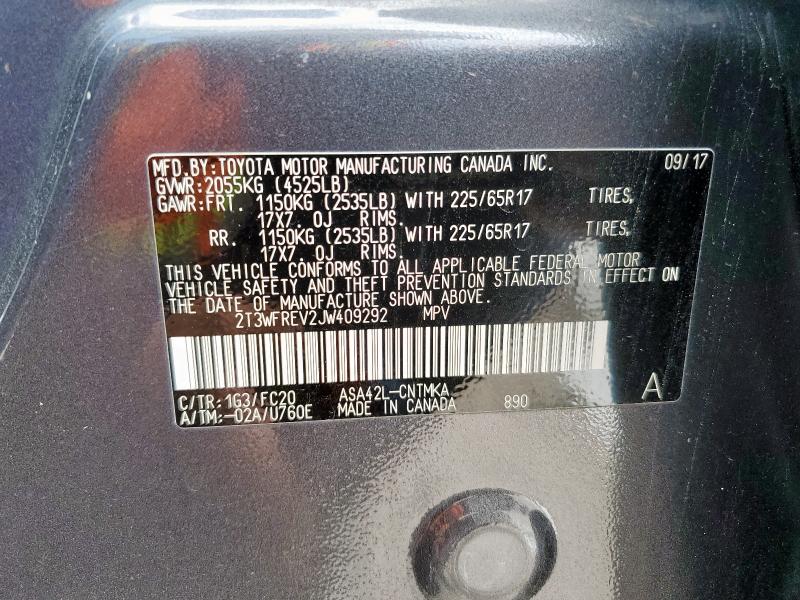 MFD.BY:TOYOTA MOTOR MANUFACTURING CANADA INC. 09/17
GVWR:2055KG (4525LB)
GAWR:FRT. 1150KG (2535LB) WITH 225/65R17 TIRES,
17X7. 0J RIMS.
RR. 1150KG (2535LB) WITH 225/65R17 TIRES,
17X7. 0J RIMS.
THIS VEHICLE CONFORMS TO ALL APPLICABLE FEDERAL MOTOR
VEHICLE SAFETY AND THEFT PREVENTION STANDARDS IN EFFECT ON
THE DATE OF MANUFACTURE SHOWN ABOVE.
2T3WFREV2JW409292 MPV
C/TR:1G3/FC20 ASA42L-CNTMKA A
A/TM:-02A/U760E MADE IN CANADA 890